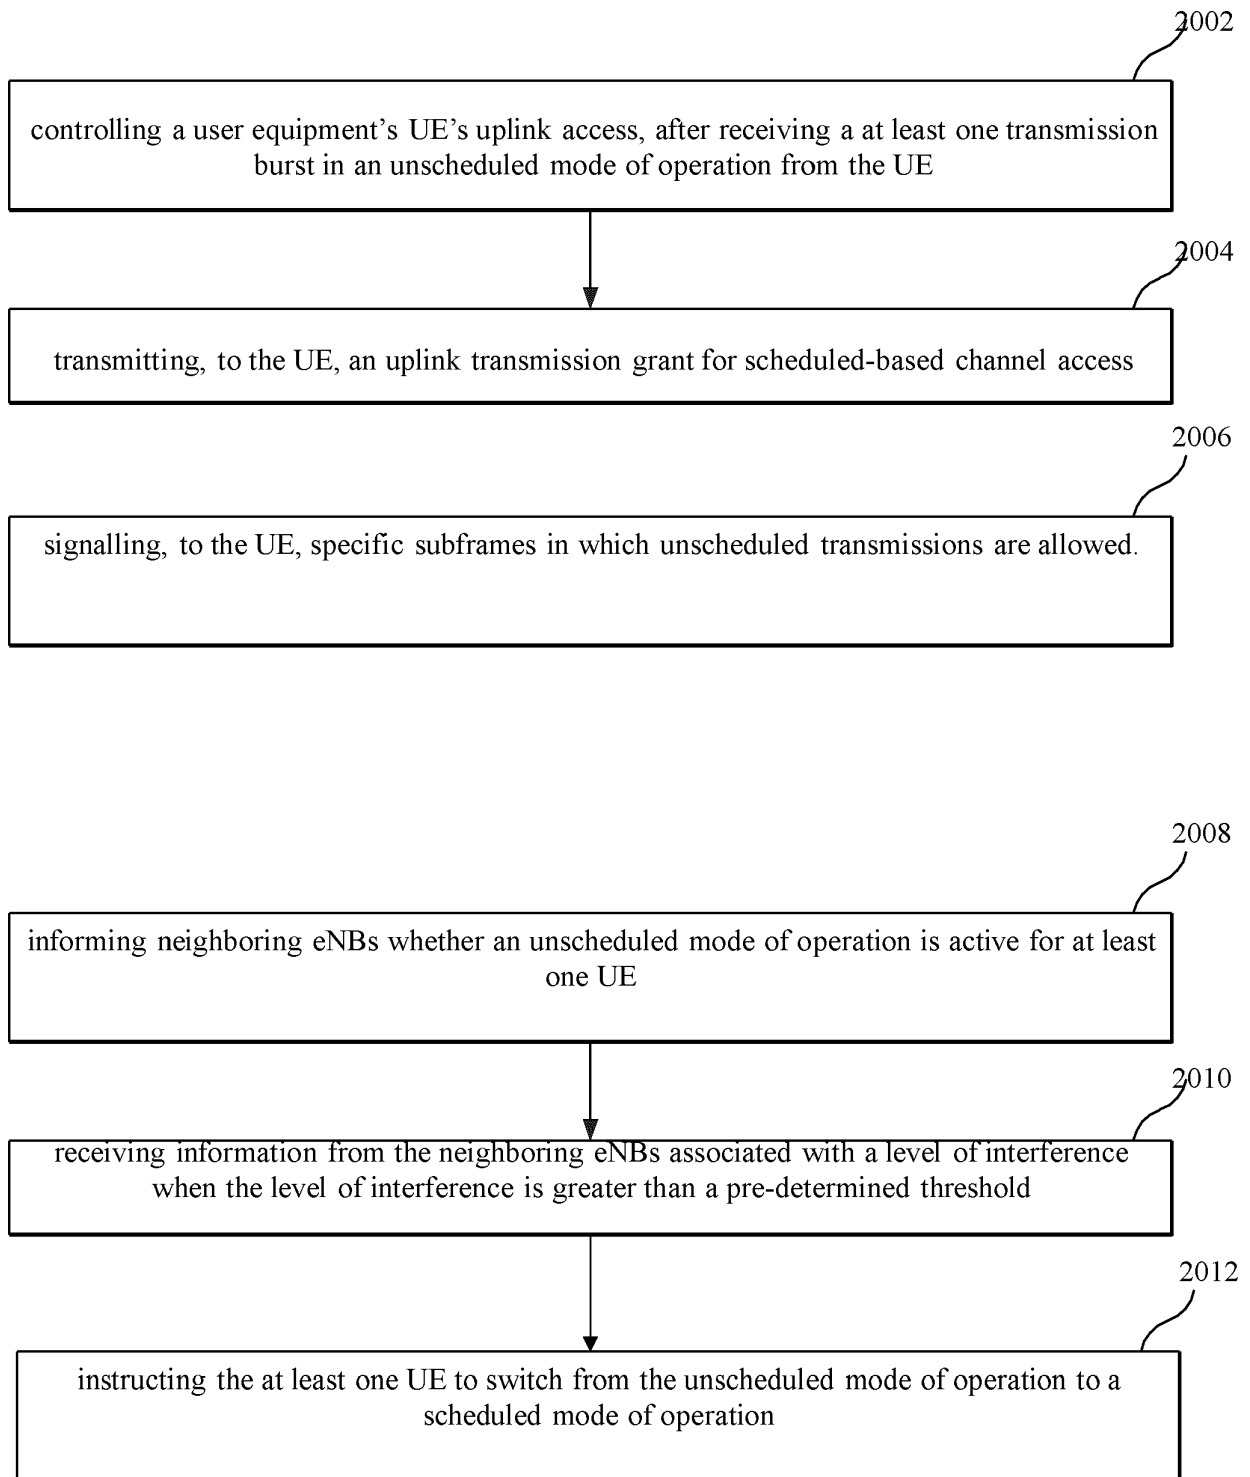 2002
controlling a user equipment's UE's uplink access, after receiving a at least one transmission
burst in an unscheduled mode of operation from the UE
2004
transmitting, to the UE, an uplink transmission grant for scheduled-based channel access
2006
signalling, to the UE, specific subframes in which unscheduled transmissions are allowed.
2008
informing neighboring eNBs whether an unscheduled mode of operation is active for at least
one UE
2010
receiving information from the neighboring eNBs associated with a level of interference
when the level of interference is greater than a pre-determined threshold
2012
instructing the at least one UE to switch from the unscheduled mode of operation to a
scheduled mode of operation